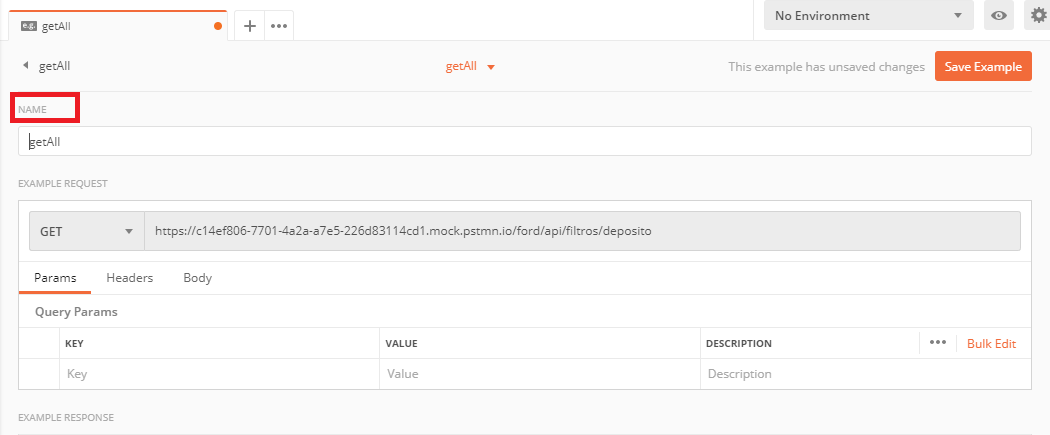 e.g. getAll + ••• No Environment
getAll getAll This example has unsaved changes Save Example
NAME
getAll
EXAMPLE REQUEST
GET https://c14ef806-7701-4a2a-a7e5-226d83114cd1.mock.pstmn.io/ford/api/filtros/deposito
Params Headers Body
Query Params
KEY VALUE DESCRIPTION ••• Bulk Edit
Key Value Description
EXAMPLE RESPONSE